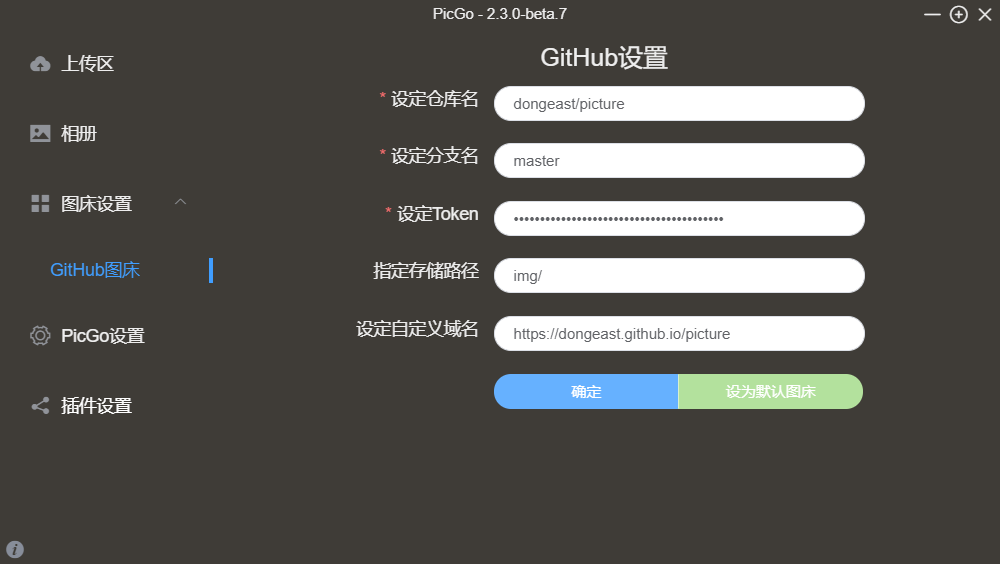 PicGo - 2.3.0-beta.7
上传区
相册
图床设置
GitHub图床
PicGo设置
插件设置
GitHub设置
* 设定仓库名
dongeast/picture
* 设定分支名
master
* 设定Token
••••••••••••••••••••••••••••••••••••••••
指定存储路径
img/
设定自定义域名
https://dongeast.github.io/picture
确定
设为默认图床